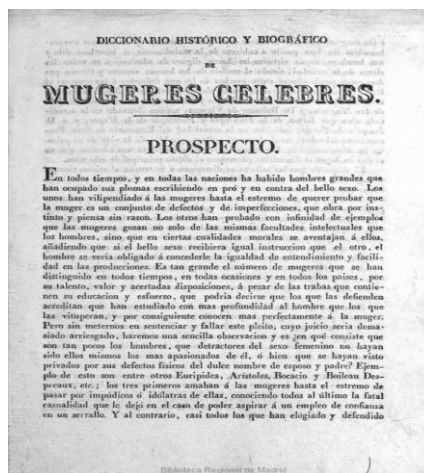 DICCIONARIO HISTÓRICO Y BIOGRÁFICO
DE
MUGERES CELEBRES.
PROSPECTO.
En todos tiempos, y en todas las naciones ha habido hombres grandes que
han ocupado sus plumas escribiendo en pró y en contra del bello sexo. Los
unos han vilipendiado á las mugeres hasta el estremo de querer probar que
la muger es un conjunto de defectos y de imperfecciones, que obra por ins-
tinto y piensa sin razon. Los otros han probado con infinidad de ejemplos
que las mugeres gozan no solo de las mismas facultades intelectuales que
los hombres, sino que en ciertas cualidades morales se aventajan á ellos,
añadiendo que si el bello sexo recibiera igual instruccion que el otro, el
hombre se veria obligado á concederle la igualdad de entendimiento y facili-
dad en las producciones. Es tan grande el número de mugeres que se han
distinguido en todos tiempos, en todas ocasiones y en todos los paises, por
su talento, valor y acertadas disposiciones, á pesar de las trabas que contie-
nen su educacion y esfuerzo, que podria decirse que los que las defienden
acreditan que han estudiado con mas profundidad al hombre que los que
las vituperan, y por consiguiente conocen mas perfectamente á la muger.
Pero sin meternos en sentenciar y fallar este pleito, cuyo juicio seria dema-
siado arriesgado, haremos una sencilla observacion y es ¿en qué consiste que
son tan pocos los hombres, que detractores del sexo femenino no hayan
sido ellos mismos los mas apasionados de él, ó bien que se hayan visto
privados por sus defectos físicos del dulce nombre de esposo y padre? Ejem-
plo de esto son entre otros Euripides, Aristoles, Bocacio y Boileau Des-
preaux, etc.; los tres primeros amaban á las mugeres hasta el estremo de
pasar por impúdicos ó idólatras de ellas, conociendo todos al último la fatal
casualidad que le dejó en el caso de poder aspirar á un empleo de confianza
en un serrallo. Y al contrario, casi todos los que han elogiado y defendido
Biblioteca Regional de Madrid